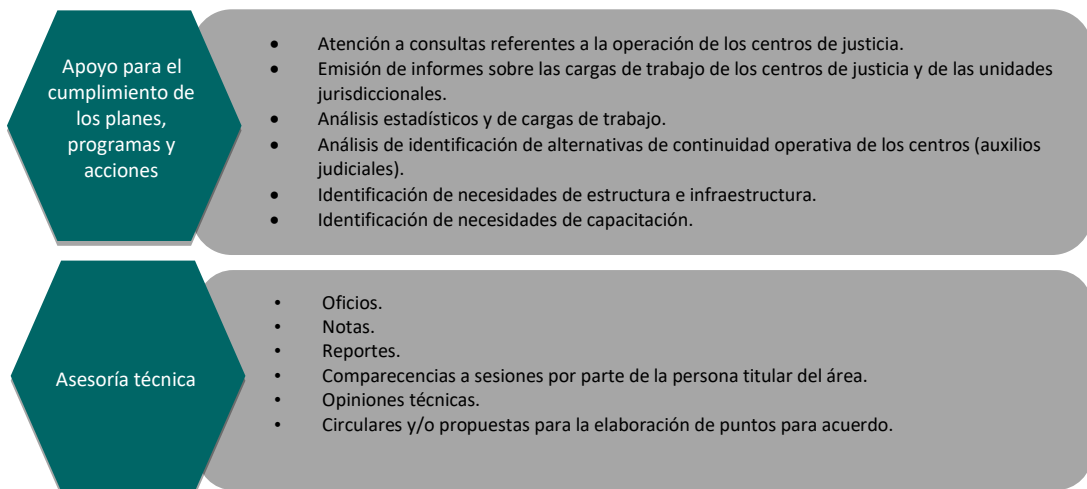 Apoyo para el
cumplimiento de
los planes,
programas y
acciones
• Atención a consultas referentes a la operación de los centros de justicia.
• Emisión de informes sobre las cargas de trabajo de los centros de justicia y de las unidades
jurisdiccionales.
• Análisis estadísticos y de cargas de trabajo.
• Análisis de identificación de alternativas de continuidad operativa de los centros (auxilios
judiciales).
• Identificación de necesidades de estructura e infraestructura.
• Identificación de necesidades de capacitación.
Asesoría técnica
• Oficios.
• Notas.
• Reportes.
• Comparecencias a sesiones por parte de la persona titular del área.
• Opiniones técnicas.
• Circulares y/o propuestas para la elaboración de puntos para acuerdo.